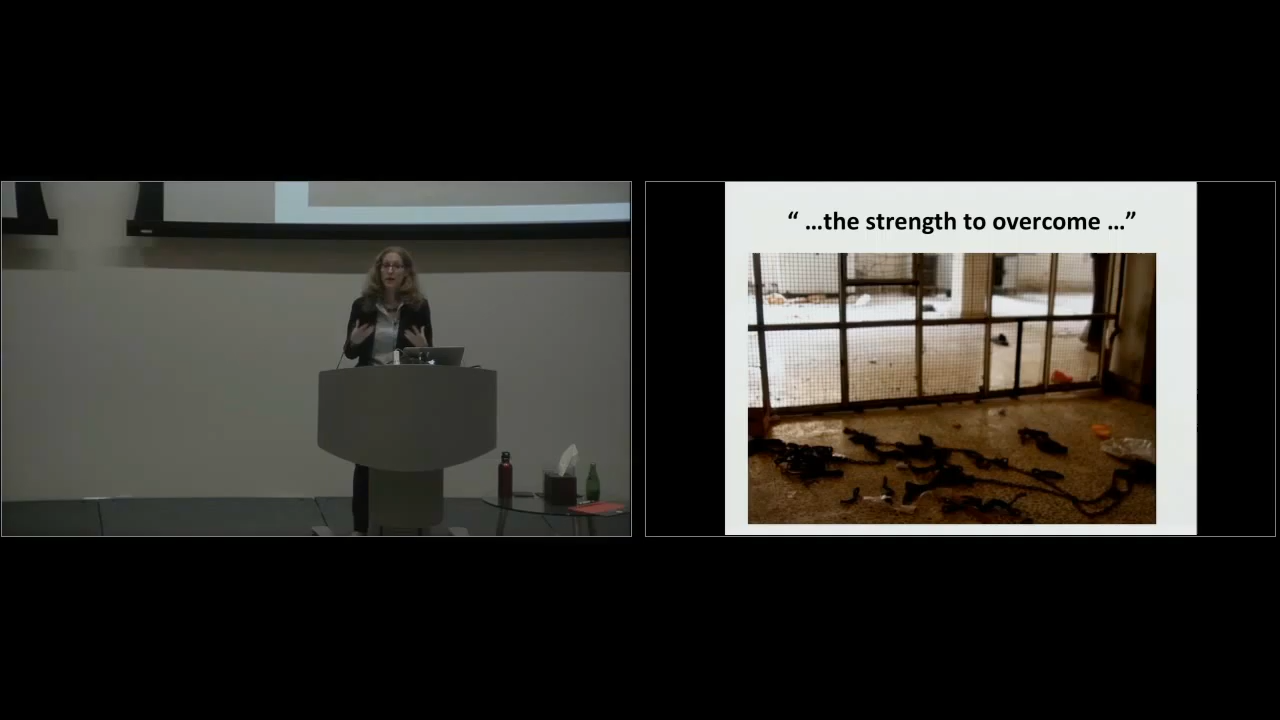 “ ...the strength to overcome ...”